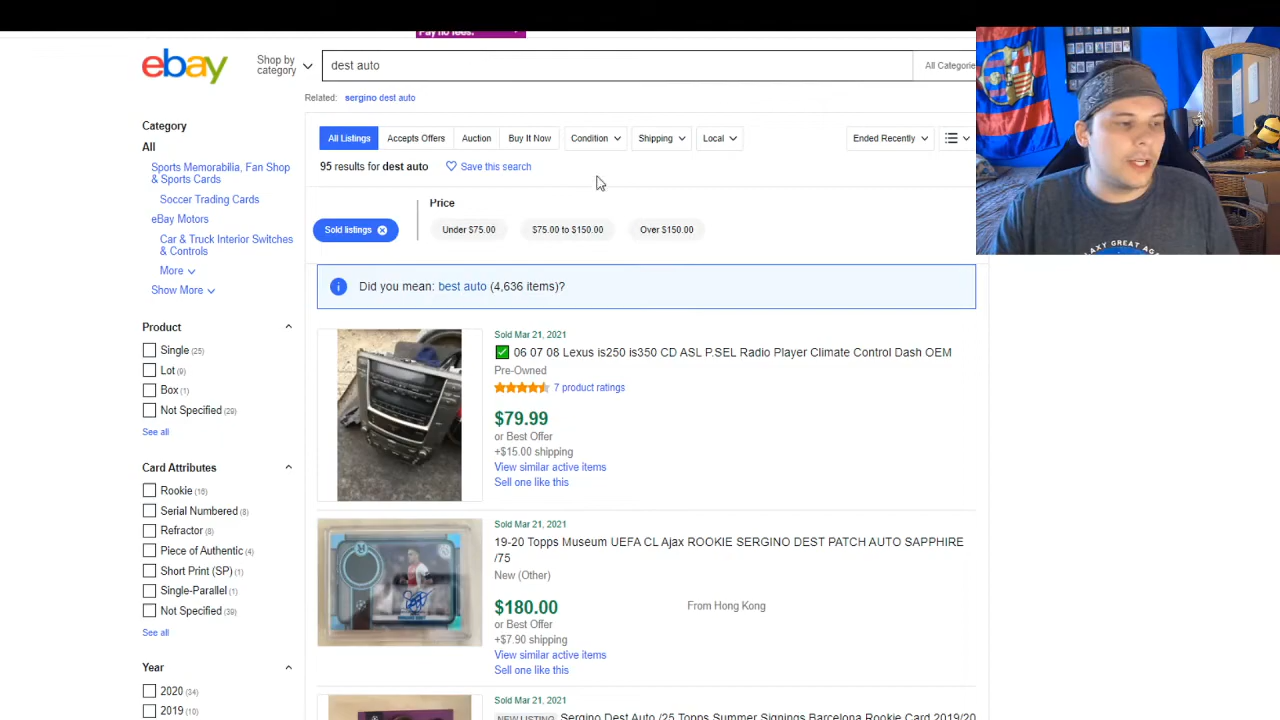 Pay no fees.
ebay
Shop by
category
dest auto
All Categorie
Related: sergino dest auto
Category
All
Sports Memorabilia, Fan Shop
& Sports Cards
Soccer Trading Cards
eBay Motors
Car & Truck Interior Switches
& Controls
More
Show More
Product
Single (25)
Lot (9)
Box (1)
Not Specified (29)
See all
Card Attributes
Rookie (16)
Serial Numbered (8)
Refractor (8)
Piece of Authentic (4)
Short Print (SP) (1)
Single-Parallel (1)
Not Specified (39)
See all
Year
2020 (34)
2019 (10)
All Listings
Accepts Offers
Auction
Buy It Now
Condition
Shipping
Local
Ended Recently
95 results for dest auto
Save this search
Price
Sold listings
Under $75.00
$75.00 to $150.00
Over $150.00
Did you mean: best auto (4,636 items)?
Sold Mar 21, 2021
06 07 08 Lexus is250 is350 CD ASL P.SEL Radio Player Climate Control Dash OEM
Pre-Owned
7 product ratings
$79.99
or Best Offer
+$15.00 shipping
View similar active items
Sell one like this
Sold Mar 21, 2021
19-20 Topps Museum UEFA CL Ajax ROOKIE SERGINO DEST PATCH AUTO SAPPHIRE
/75
New (Other)
$180.00
From Hong Kong
or Best Offer
+$7.90 shipping
View similar active items
Sell one like this
Sold Mar 21, 2021
NEW LISTING Sergino Dest Auto /25 Topps Summer Signings Barcelona Rookie Card 2019/20
AXY GREAT AGA